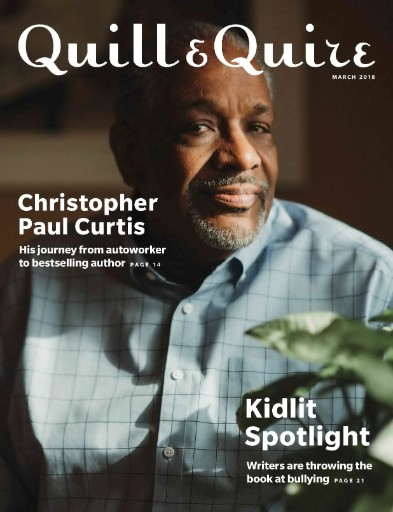 Quill & Quire
MARCH 2018
Christopher
Paul Curtis
His journey from autoworker
to bestselling author PAGE 14
Kidlit
Spotlight
Writers are throwing the
book at bullying PAGE 21